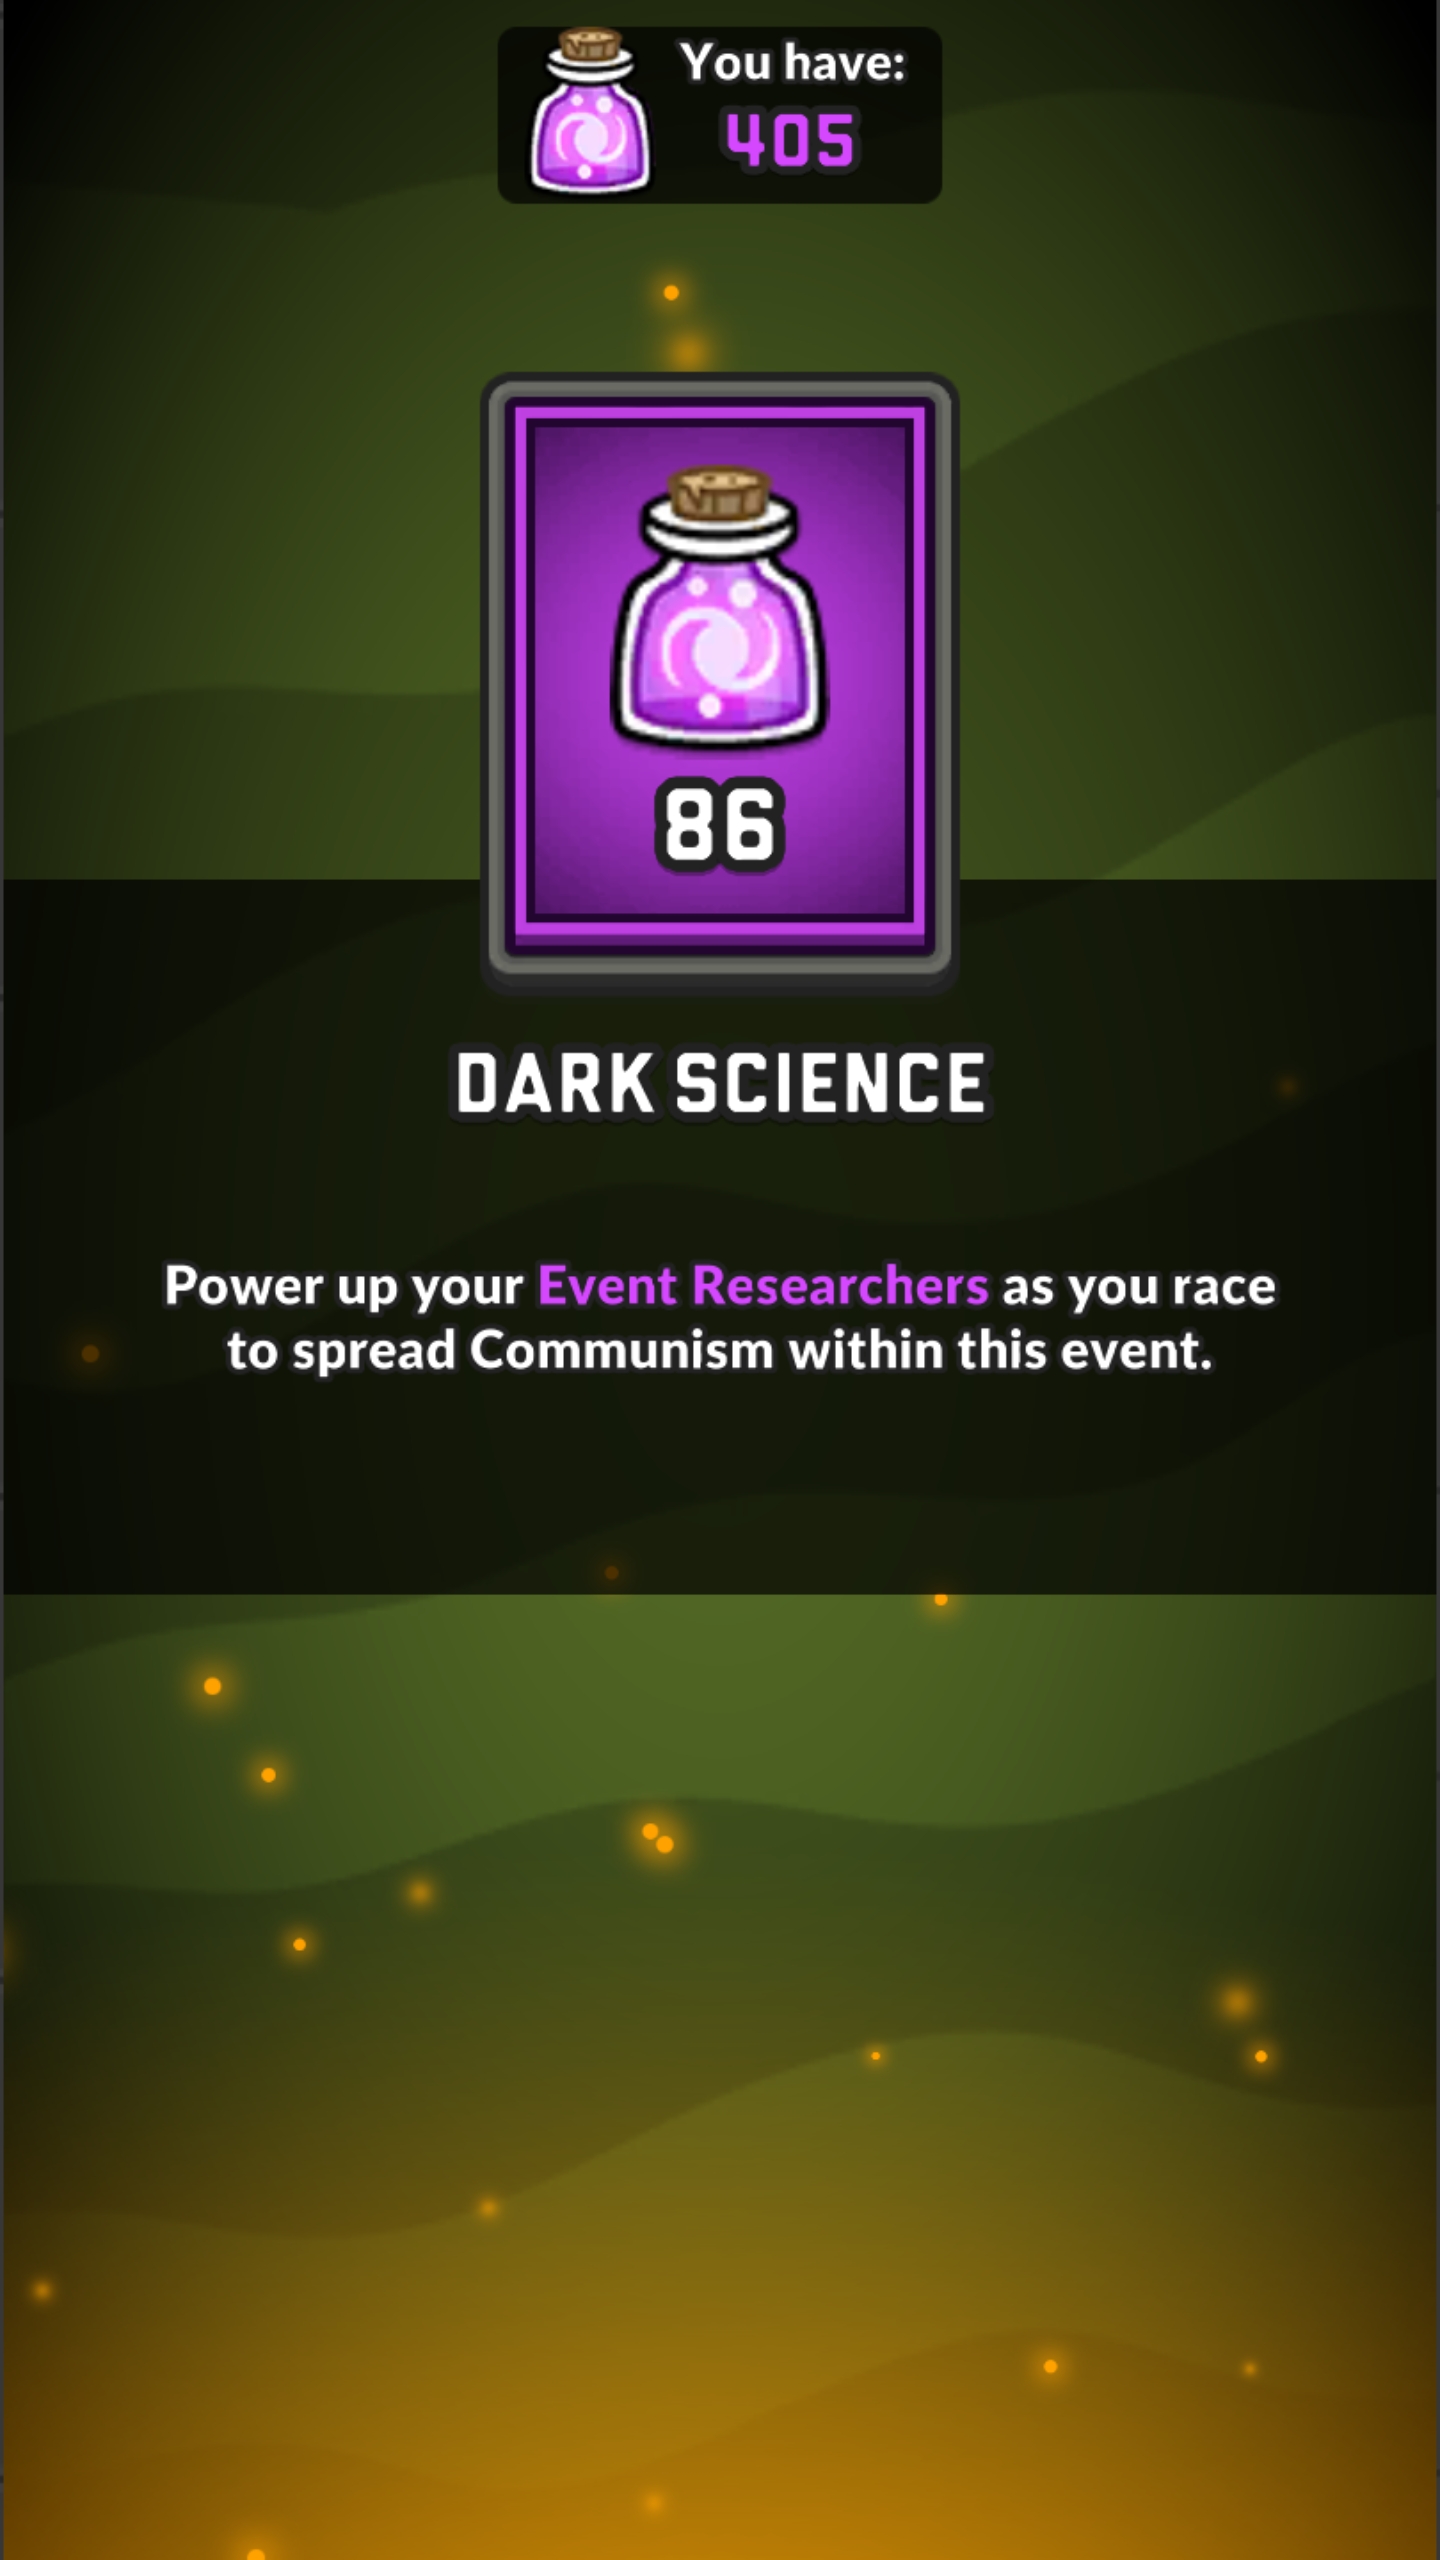 You have:
405
86
DARK SCIENCE
Power up your Event Researchers as you race
to spread Communism within this event.